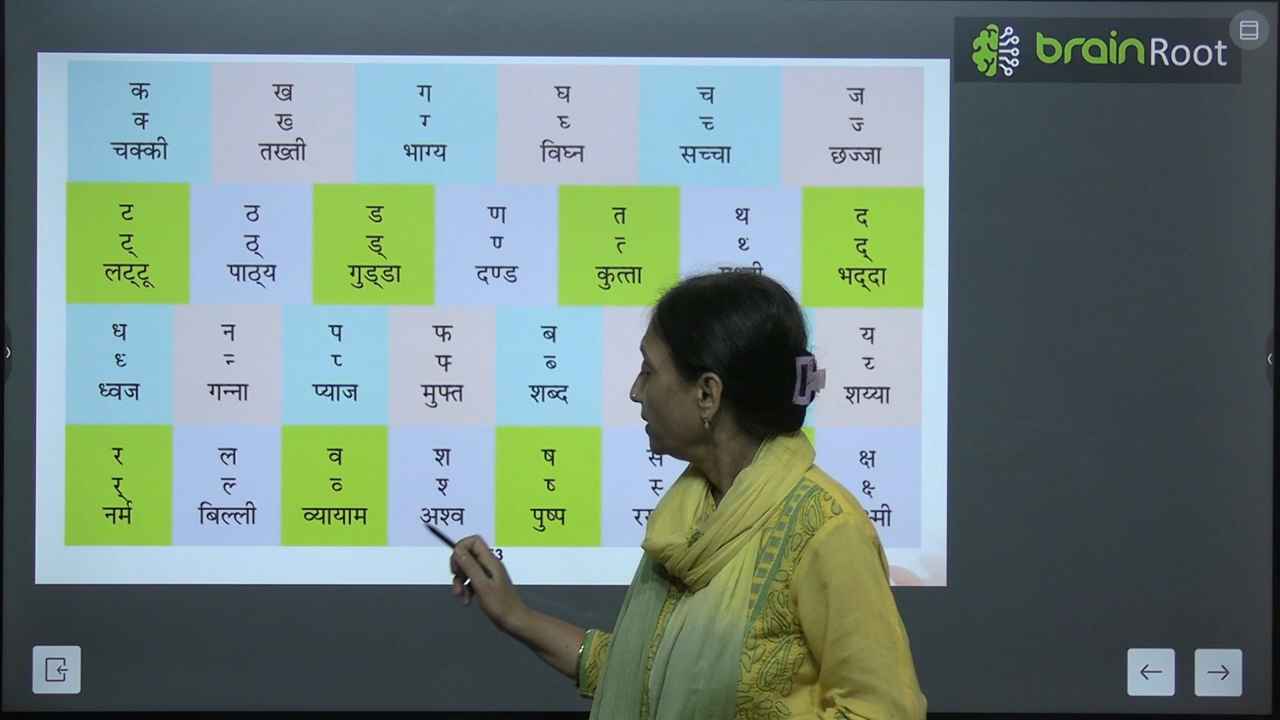 brainRoot
क ख ग घ च ज
क्‍ ख्‍ ग्‍ घ्‍ च्‍ ज्‍
चक्की तख्ती भाग्य विघ्न सच्चा छज्जा
ट ठ ड ण त थ द
ट् ठ् ड् ण्‍ त्‍ थ्‍ द्
लट्‌टू पाठ्‌य गुड्‌डा दण्ड कुत्ता भद्‌दा
ध न प फ ब य
ध्‍ न्‍ प्‍ फ्‍ ब्‍ य्‍
ध्वज गन्ना प्याज मुफ्त शब्द शय्या
र ल व श ष स क्ष
र् ल्‍ व्‍ श्‍ ष्‍ स्‍ क्ष्‍
नर्म बिल्ली व्यायाम अश्व पुष्प